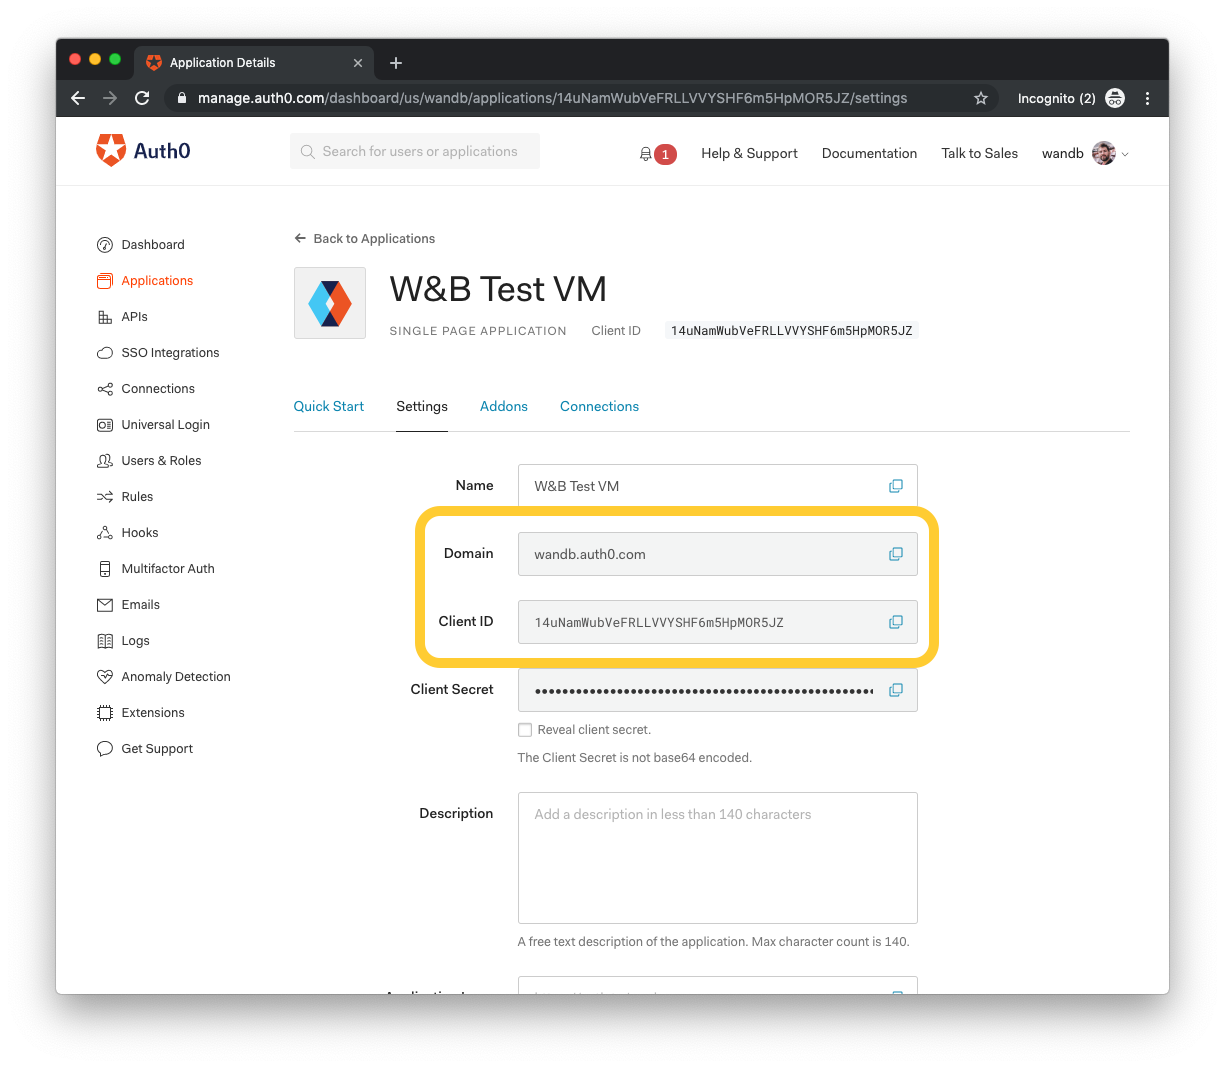 Application Details
manage.auth0.com/dashboard/us/wandb/applications/14uNamWubVeFRLLVVYSHF6m5HpMOR5JZ/settings
Incognito (2)
Auth0
Search for users or applications
1
Help & Support
Documentation
Talk to Sales
wandb
Dashboard
Applications
APIs
SSO Integrations
Connections
Universal Login
Users & Roles
Rules
Hooks
Multifactor Auth
Emails
Logs
Anomaly Detection
Extensions
Get Support
Back to Applications
W&B Test VM
SINGLE PAGE APPLICATION
Client ID
14uNamWubVeFRLLVVYSHF6m5HpMOR5JZ
Quick Start
Settings
Addons
Connections
Name
W&B Test VM
Domain
wandb.auth0.com
Client ID
14uNamWubVeFRLLVVYSHF6m5HpMOR5JZ
Client Secret
••••••••••••••••••••••••••••••••••••••••••••••••••
Reveal client secret.
The Client Secret is not base64 encoded.
Description
Add a description in less than 140 characters
A free text description of the application. Max character count is 140.